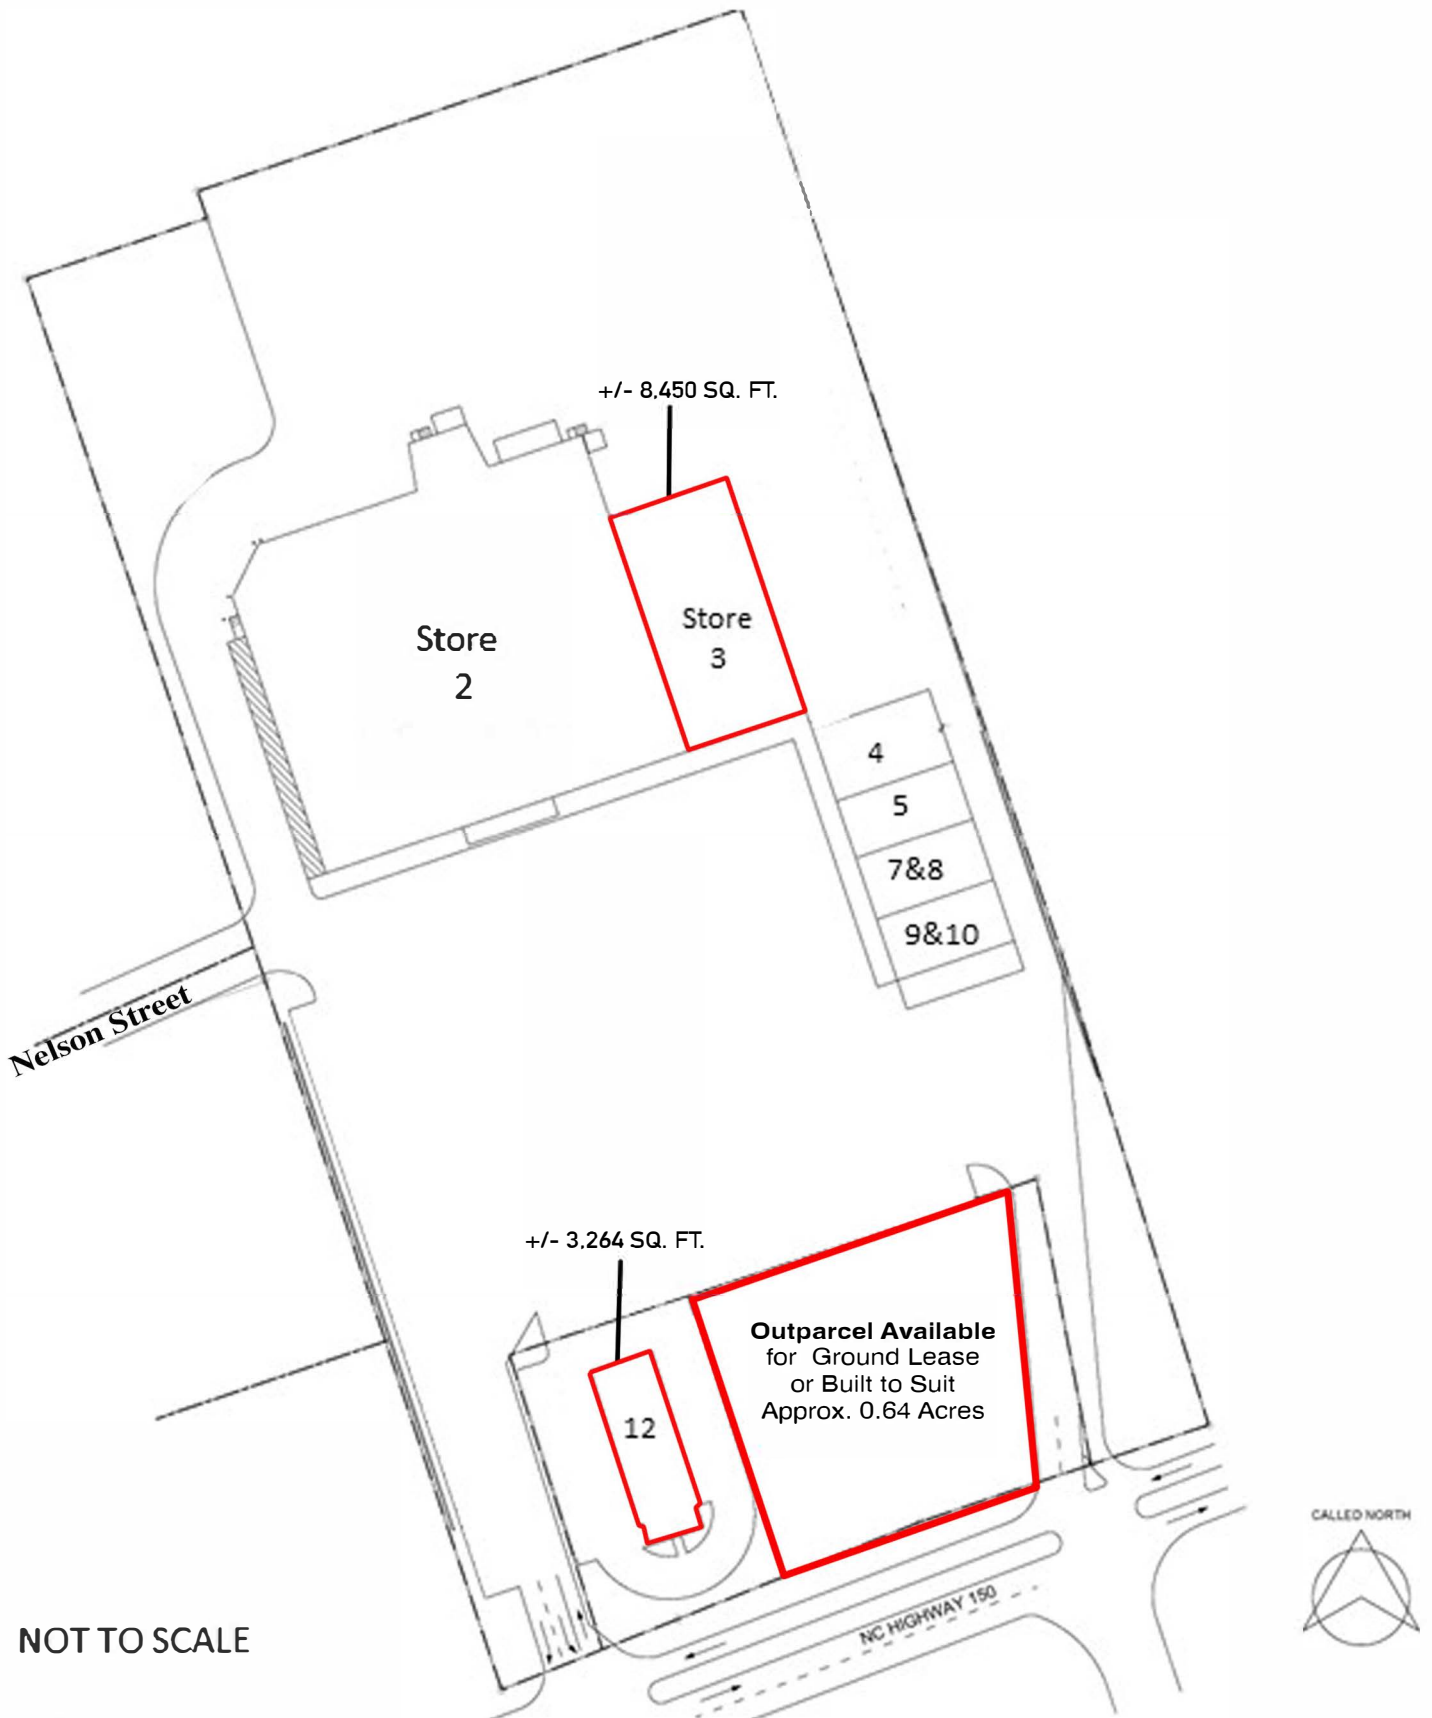 +/- 8,450 SQ. FT.
Store
3
Store
2
4
5
7&8
9&10
Nelson Street
+/- 3,264 SQ. FT.
Outparcel Available
for Ground Lease
or Built to Suit
Approx. 0.64 Acres
12
CALLED NORTH
NC HIGHWAY 150
NOT TO SCALE